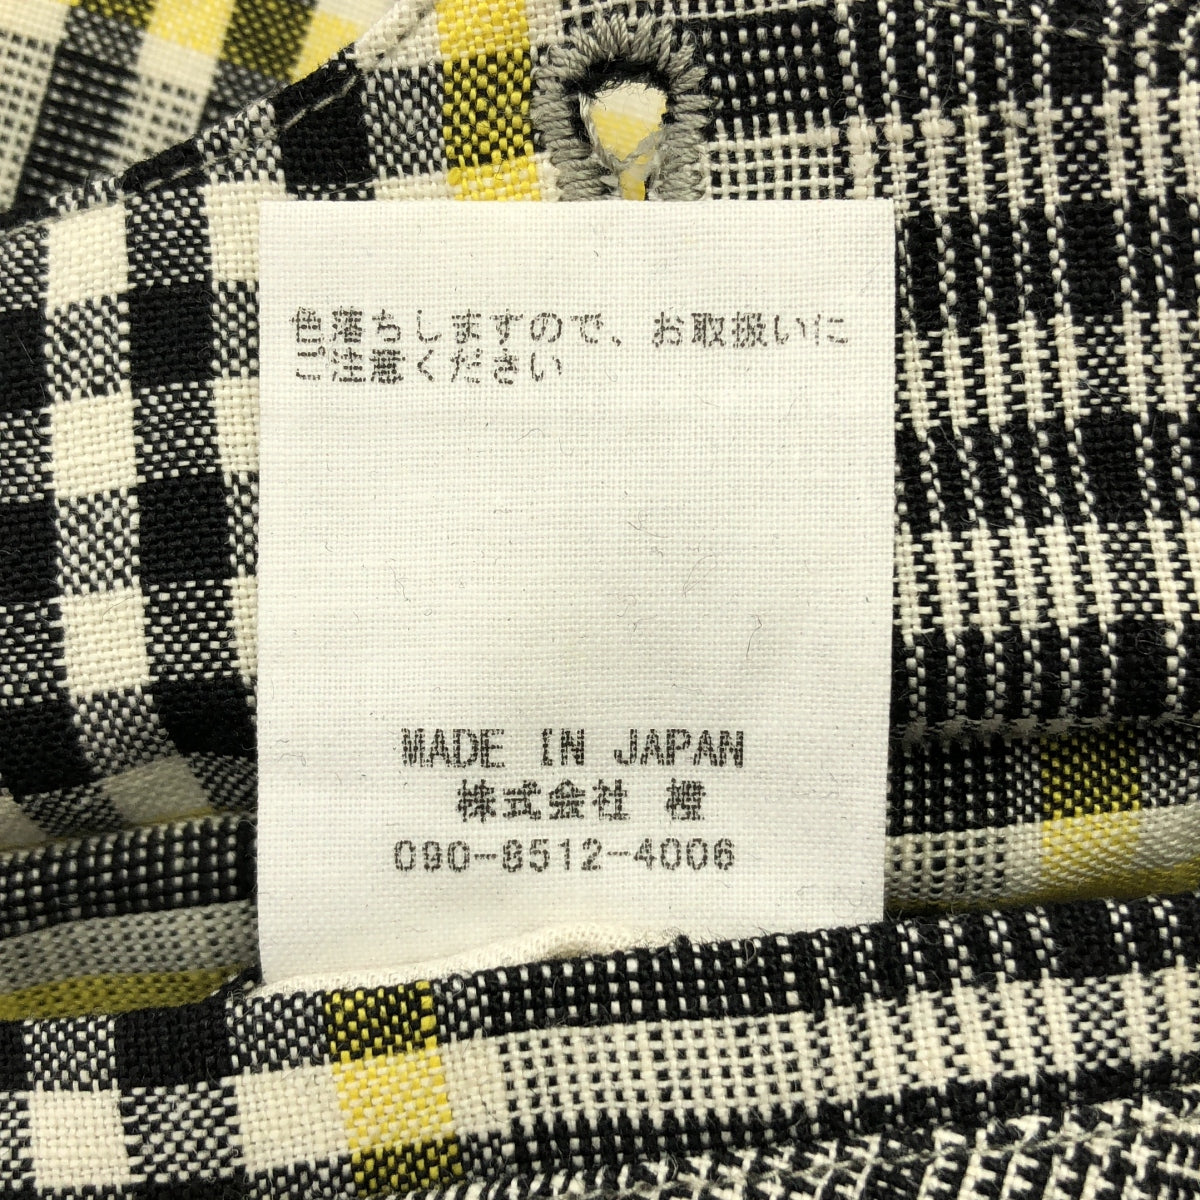 色落ちしますので、お取扱いに
ご注意ください
MADE IN JAPAN
株式会社 橙
090-8512-4006